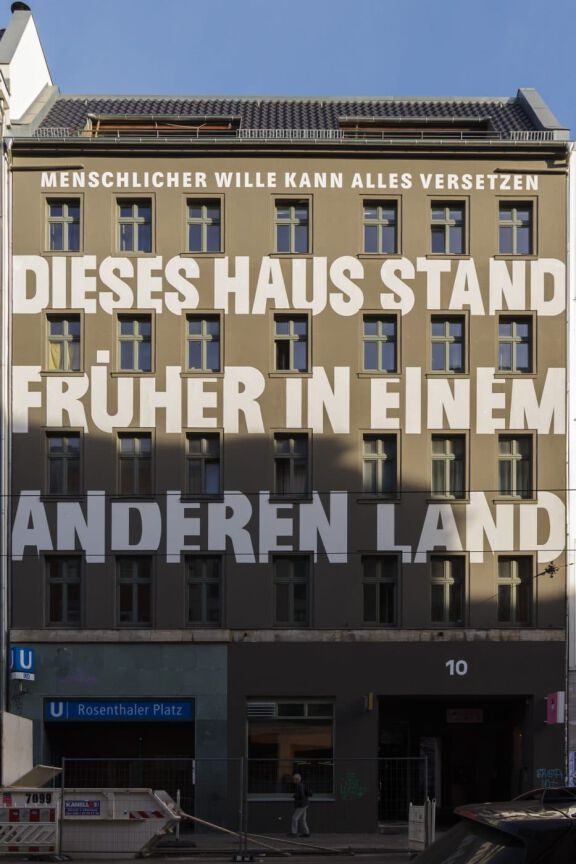 MENSCHLICHER WILLE KANN ALLES VERSETZEN
DIESES HAUS STAND
FRÜHER IN EINEM
ANDEREN LAND
10
U
U Rosenthaler Platz
7099